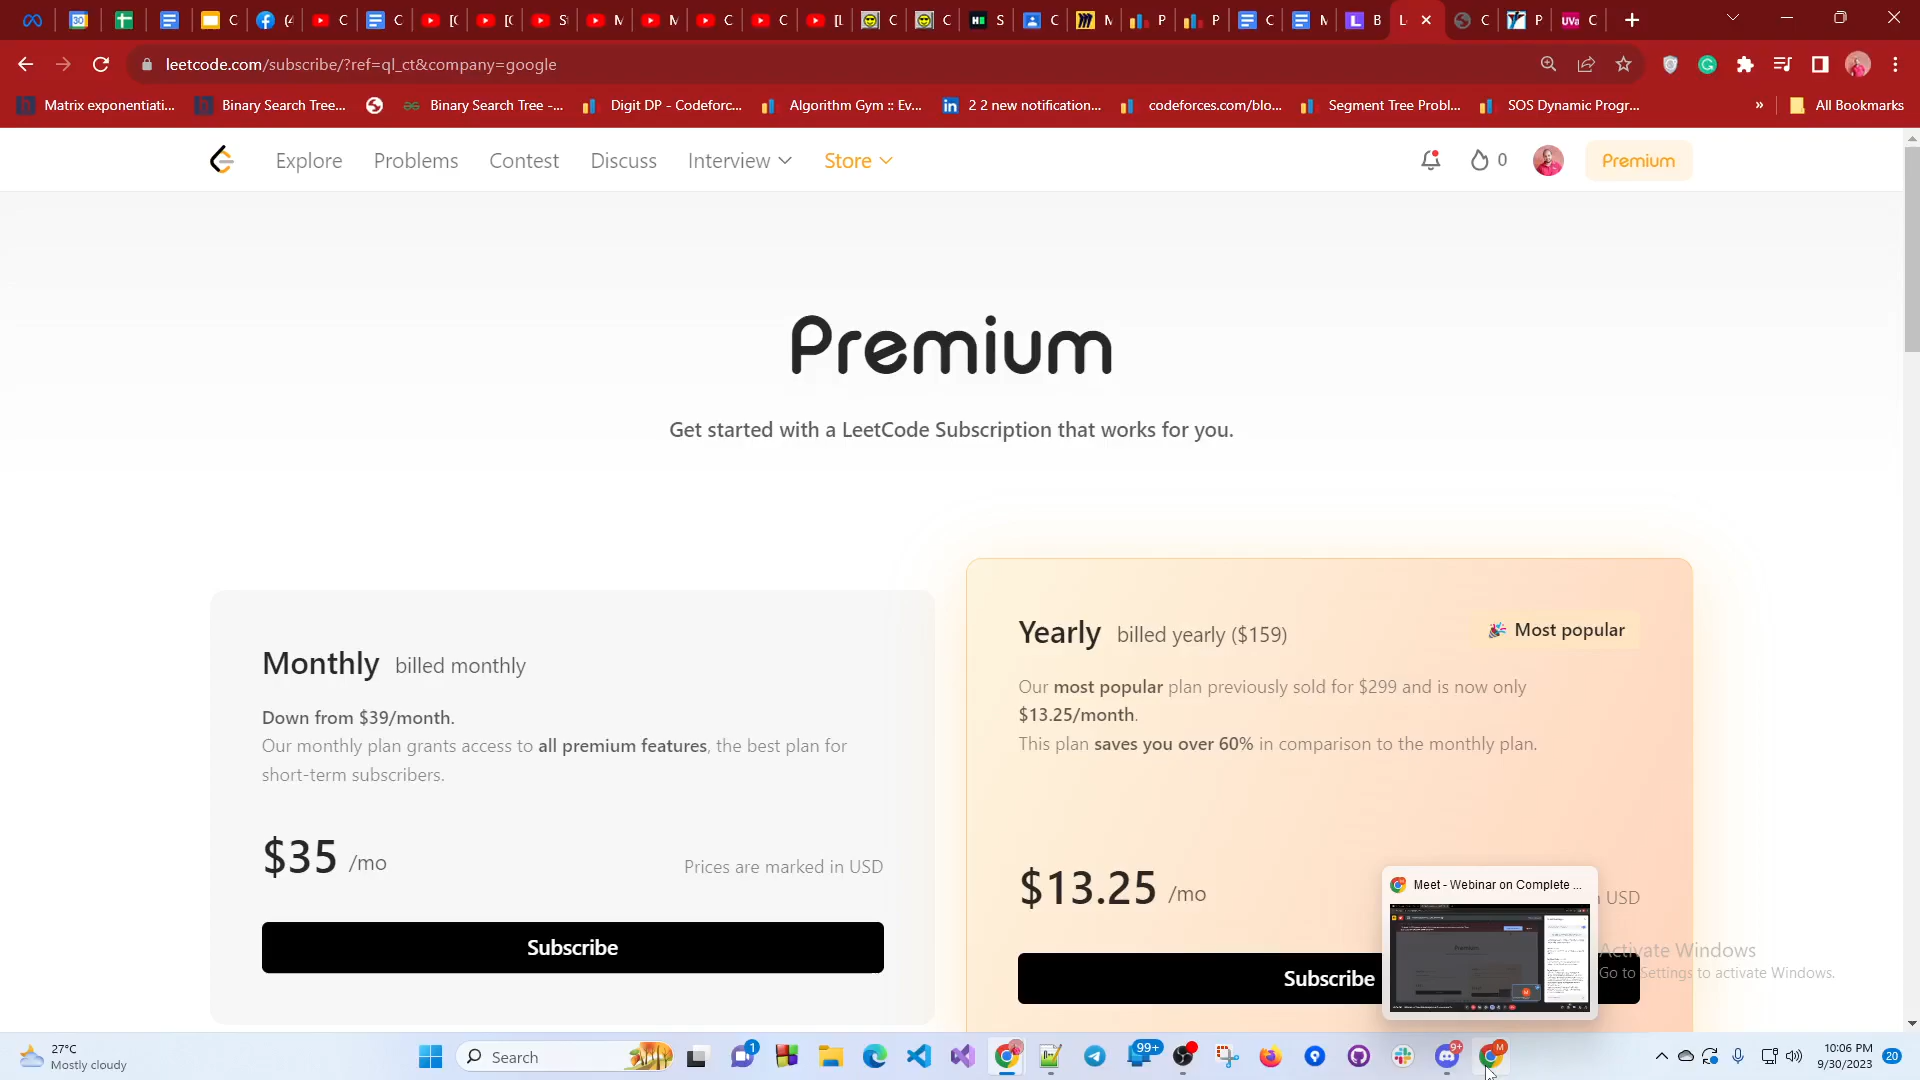 30
C
(4
C
C
[C
[C
S
M
M
C
C
[L
C
C
S
C
M
P
P
C
M
B
L
C
P
C
leetcode.com/subscribe/?ref=ql_ct&company=google
Matrix exponentiati...
Binary Search Tree...
Binary Search Tree -...
Digit DP - Codeforc...
Algorithm Gym :: Ev...
2 2 new notification...
codeforces.com/blo...
Segment Tree Probl...
SOS Dynamic Progr...
»
All Bookmarks
Explore
Problems
Contest
Discuss
Interview
Store
0
Premium
Premium
Get started with a LeetCode Subscription that works for you.
Monthly billed monthly
Down from $39/month.
Our monthly plan grants access to all premium features, the best plan for
short-term subscribers.
$35 /mo
Prices are marked in USD
Subscribe
Yearly billed yearly ($159)
Most popular
Our most popular plan previously sold for $299 and is now only
$13.25/month.
This plan saves you over 60% in comparison to the monthly plan.
$13.25 /mo
USD
Subscribe
Meet - Webinar on Complete ...
Activate Windows
Go to Settings to activate Windows.
27°C
Mostly cloudy
Search
1
99+
9+
M
10:06 PM
9/30/2023
20